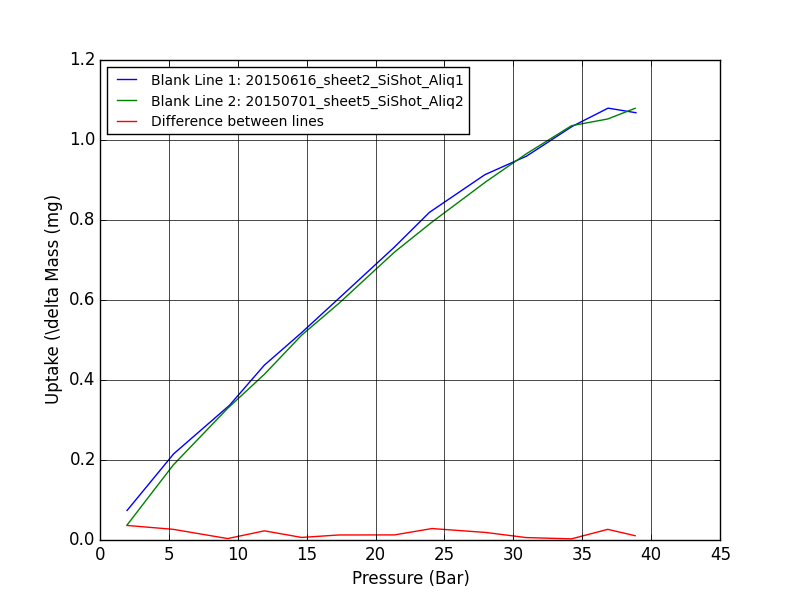 Blank Line 1: 20150616_sheet2_SiShot_Aliq1
Blank Line 2: 20150701_sheet5_SiShot_Aliq2
Difference between lines
Uptake (\delta Mass (mg)
1.2
1.0
0.8
0.6
0.4
0.2
0.0
0 5 10 15 20 25 30 35 40 45
Pressure (Bar)